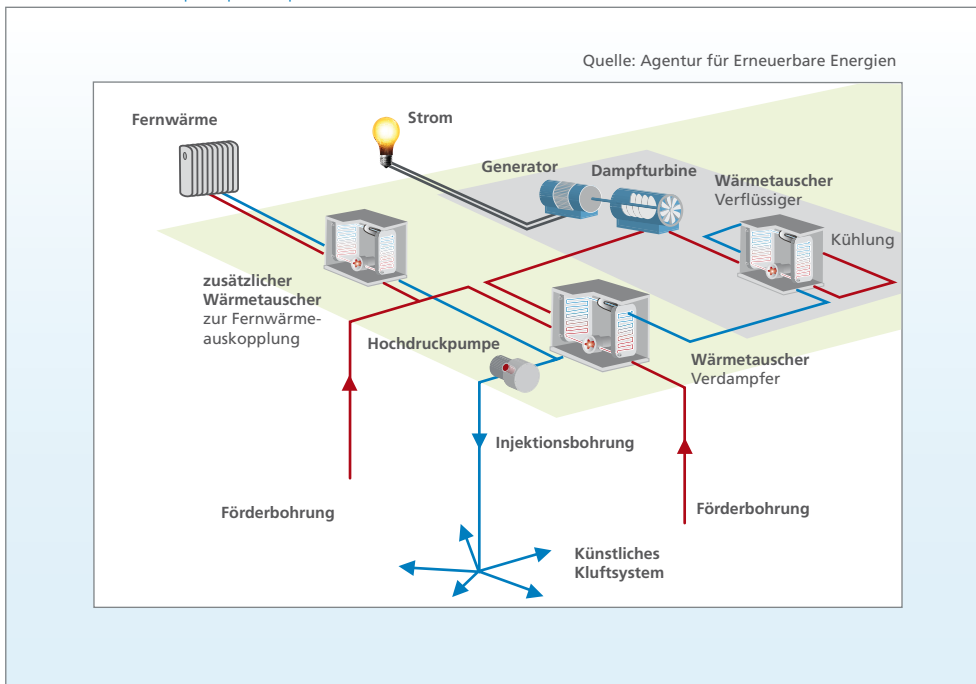 Quelle: Agentur für Erneuerbare Energien
Fernwärme
Strom
Generator
Dampfturbine
Wärmetauscher
Verflüssiger
Kühlung
zusätzlicher
Wärmetauscher
zur Fernwärme-
auskopplung
Hochdruckpumpe
Wärmetauscher
Verdampfer
Injektionsbohrung
Förderbohrung
Förderbohrung
Künstliches
Kluftsystem